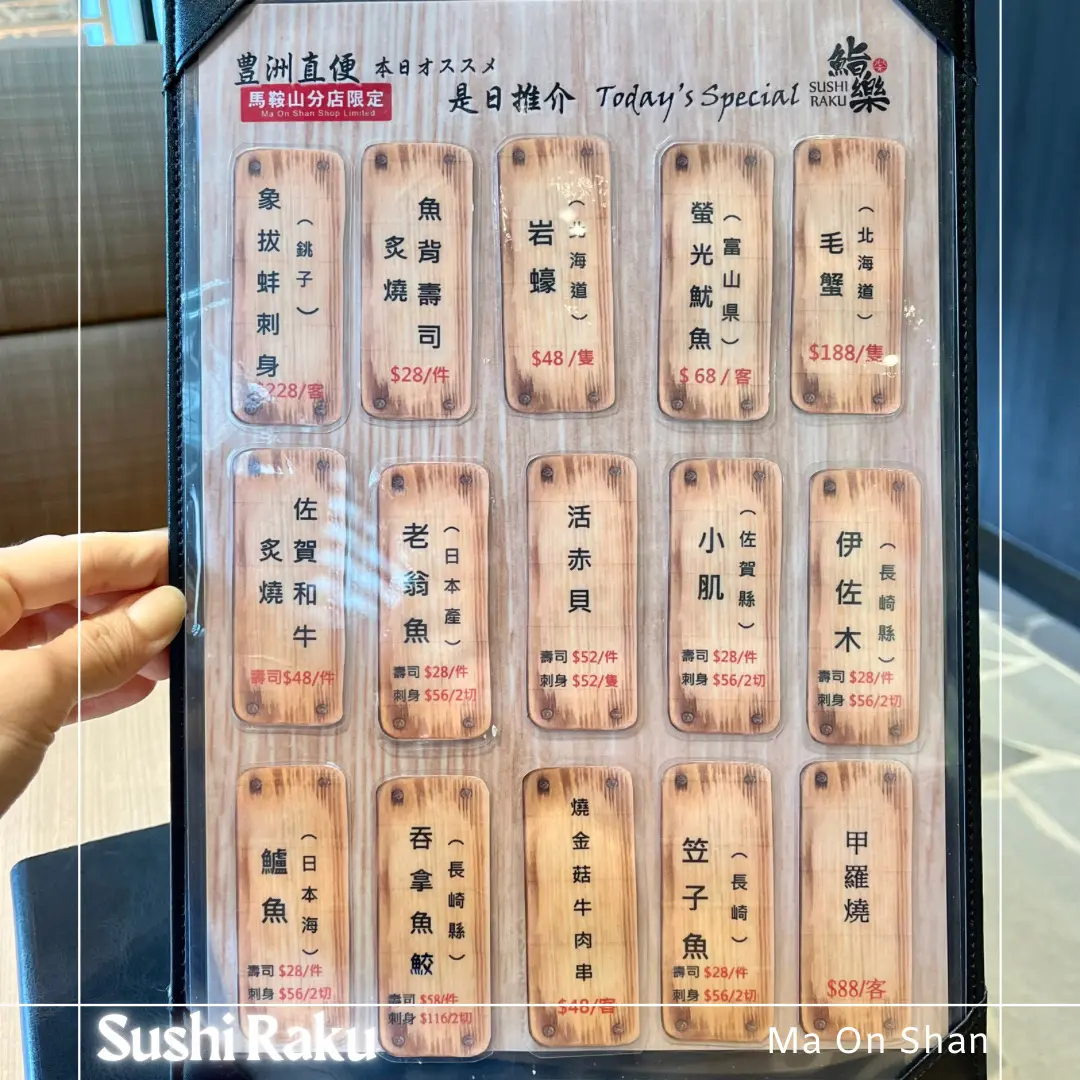 豊洲直便 本日オススメ
馬鞍山分店限定
Ma On Shan Shop Limited
是日推介 Today's Special
鮨樂
SUSHI
RAKU
象拔蚌刺身
（銚子）
$228/客
魚背壽司
炙燒
$28/件
（北海道）
岩蠔
$48/隻
（富山県）
螢光魷魚
$68/客
（北海道）
毛蟹
$188/隻
佐賀和牛
炙燒
壽司$48/件
（日本產）
老翁魚
壽司 $28/件
刺身 $56/2切
活赤貝
壽司 $52/件
刺身 $52/隻
（佐賀縣）
小肌
壽司 $28/件
刺身 $56/2切
（長崎縣）
伊佐木
壽司 $28/件
刺身 $56/2切
（日本海）
鱸魚
壽司 $28/件
刺身 $56/2切
（長崎縣）
吞拿魚鮫
壽司 $58/件
刺身 $116/2切
燒金菇牛肉串
$48/客
（長崎）
笠子魚
壽司 $28/件
刺身 $56/2切
甲羅燒
$88/客
Sushi Raku
Ma On Shan